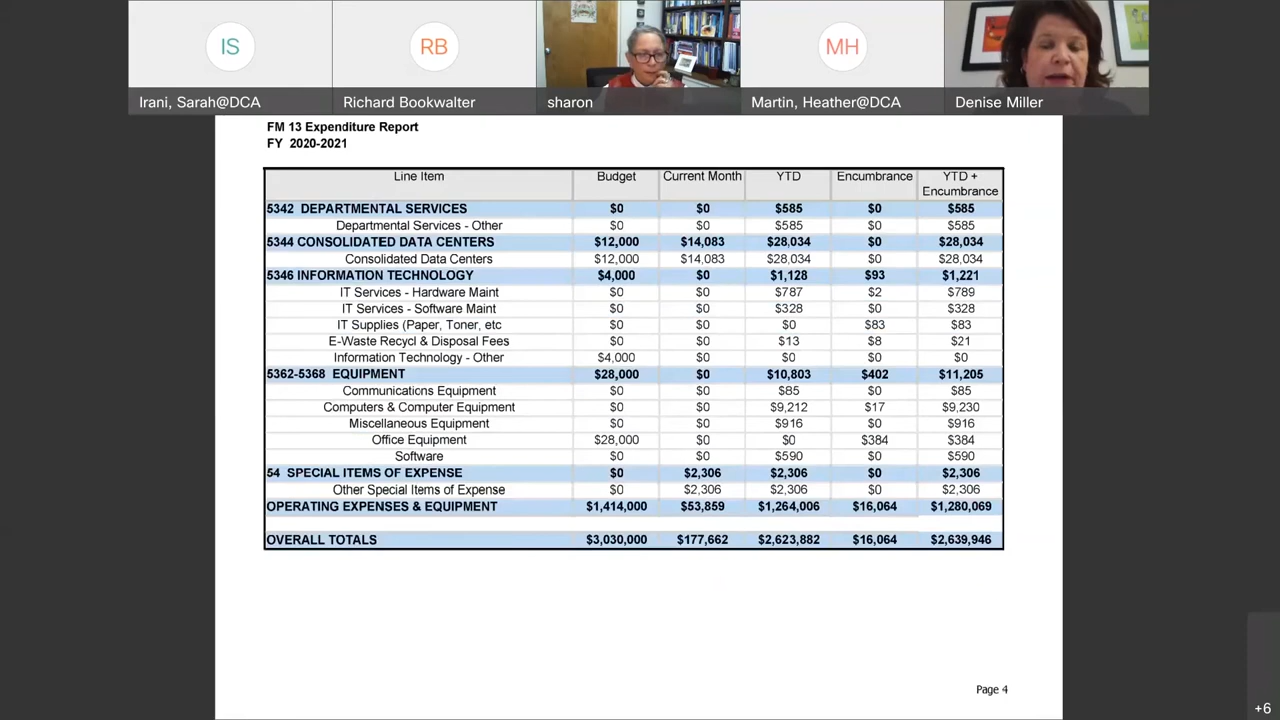 IS
RB
MH
Irani, Sarah@DCA
Richard Bookwalter
sharon
Martin, Heather@DCA
Denise Miller
FM 13 Expenditure Report
FY 2020-2021
Line Item Budget Current Month YTD Encumbrance YTD +
Encumbrance
5342 DEPARTMENTAL SERVICES $0 $0 $585 $0 $585
Departmental Services - Other $0 $0 $585 $0 $585
5344 CONSOLIDATED DATA CENTERS $12,000 $14,083 $28,034 $0 $28,034
Consolidated Data Centers $12,000 $14,083 $28,034 $0 $28,034
5346 INFORMATION TECHNOLOGY $4,000 $0 $1,128 $93 $1,221
IT Services - Hardware Maint $0 $0 $787 $2 $789
IT Services - Software Maint $0 $0 $328 $0 $328
IT Supplies (Paper, Toner, etc $0 $0 $0 $83 $83
E-Waste Recycl & Disposal Fees $0 $0 $13 $8 $21
Information Technology - Other $4,000 $0 $0 $0 $0
5362-5368 EQUIPMENT $28,000 $0 $10,803 $402 $11,205
Communications Equipment $0 $0 $85 $0 $85
Computers & Computer Equipment $0 $0 $9,212 $17 $9,230
Miscellaneous Equipment $0 $0 $916 $0 $916
Office Equipment $28,000 $0 $0 $384 $384
Software $0 $0 $590 $0 $590
54 SPECIAL ITEMS OF EXPENSE $0 $2,306 $2,306 $0 $2,306
Other Special Items of Expense $0 $2,306 $2,306 $0 $2,306
OPERATING EXPENSES & EQUIPMENT $1,414,000 $53,859 $1,264,006 $16,064 $1,280,069
OVERALL TOTALS $3,030,000 $177,662 $2,623,882 $16,064 $2,639,946
Page 4
+6